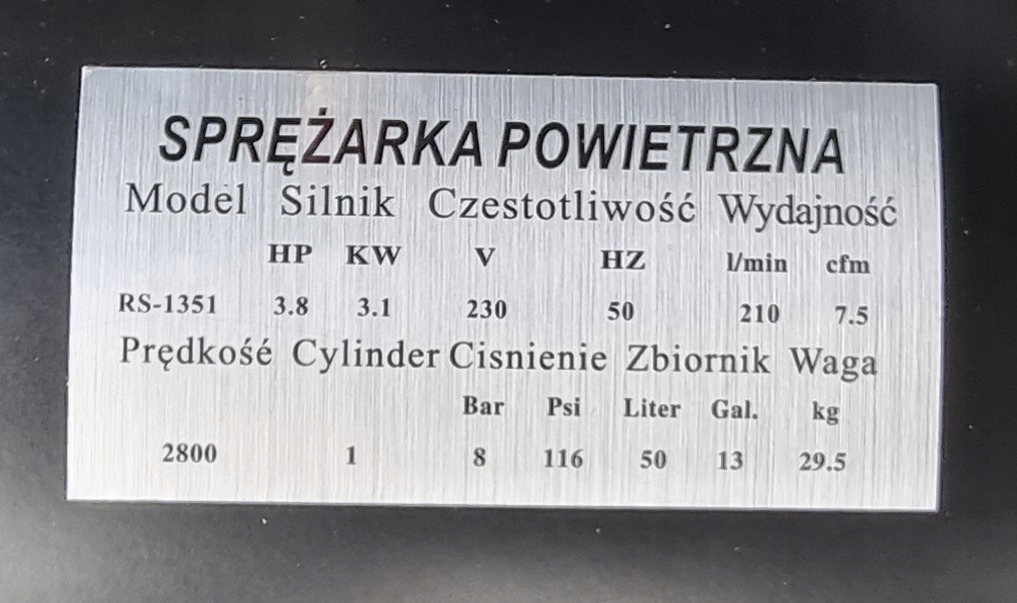 SPRĘŻARKA POWIETRZNA
Model Silnik Czestotliwość Wydajność
HP KW V HZ l/min cfm
RS-1351 3.8 3.1 230 50 210 7.5
Prędkość Cylinder Cisnienie Zbiornik Waga
Bar Psi Liter Gal. kg
2800 1 8 116 50 13 29.5